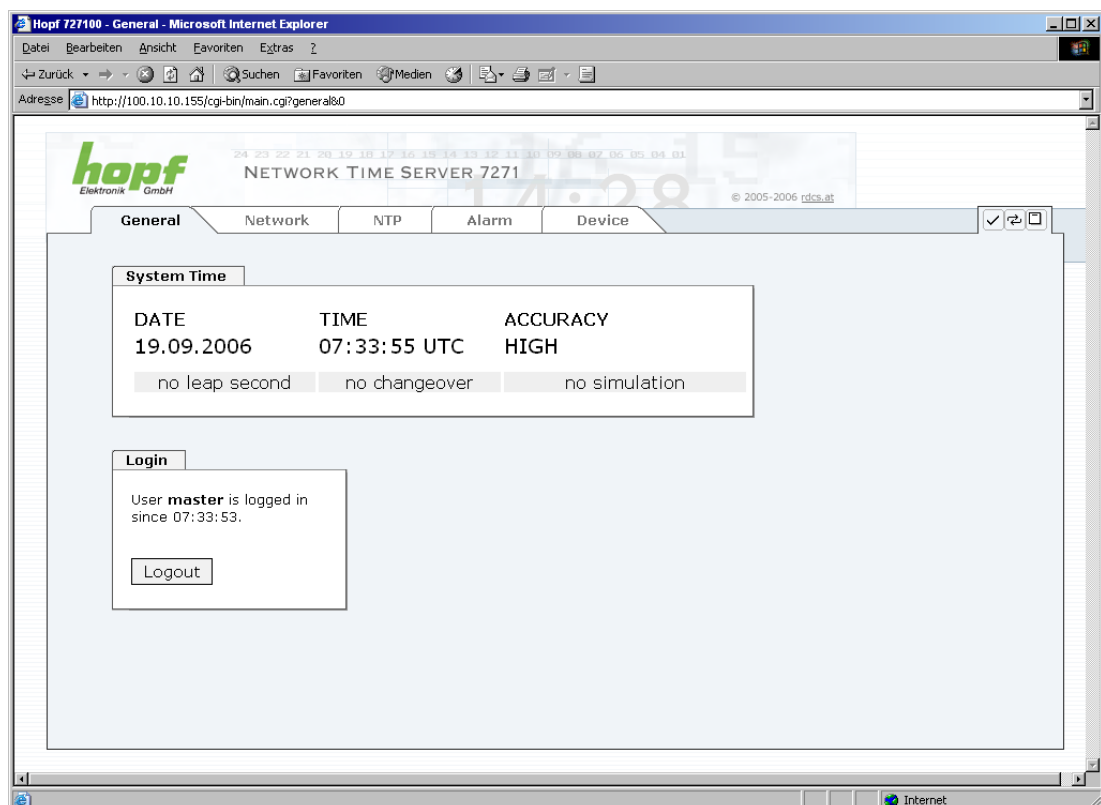 Hopf 727100 - General - Microsoft Internet Explorer
Datei Bearbeiten Ansicht Favoriten Extras ?
Zurück Suchen Favoriten Medien
Adresse http://100.10.10.155/cgi-bin/main.cgi?general&0
24 23 22 21 20 19 18 17 16 15 14 13 12 11 10 09 08 07 06 05 04 01
hopf
Elektronik GmbH
NETWORK TIME SERVER 7271
14:28
© 2005-2006 rdcs.at
General Network NTP Alarm Device
System Time
DATE TIME ACCURACY
19.09.2006 07:33:55 UTC HIGH
no leap second no changeover no simulation
Login
User master is logged in
since 07:33:53.
Logout
Internet